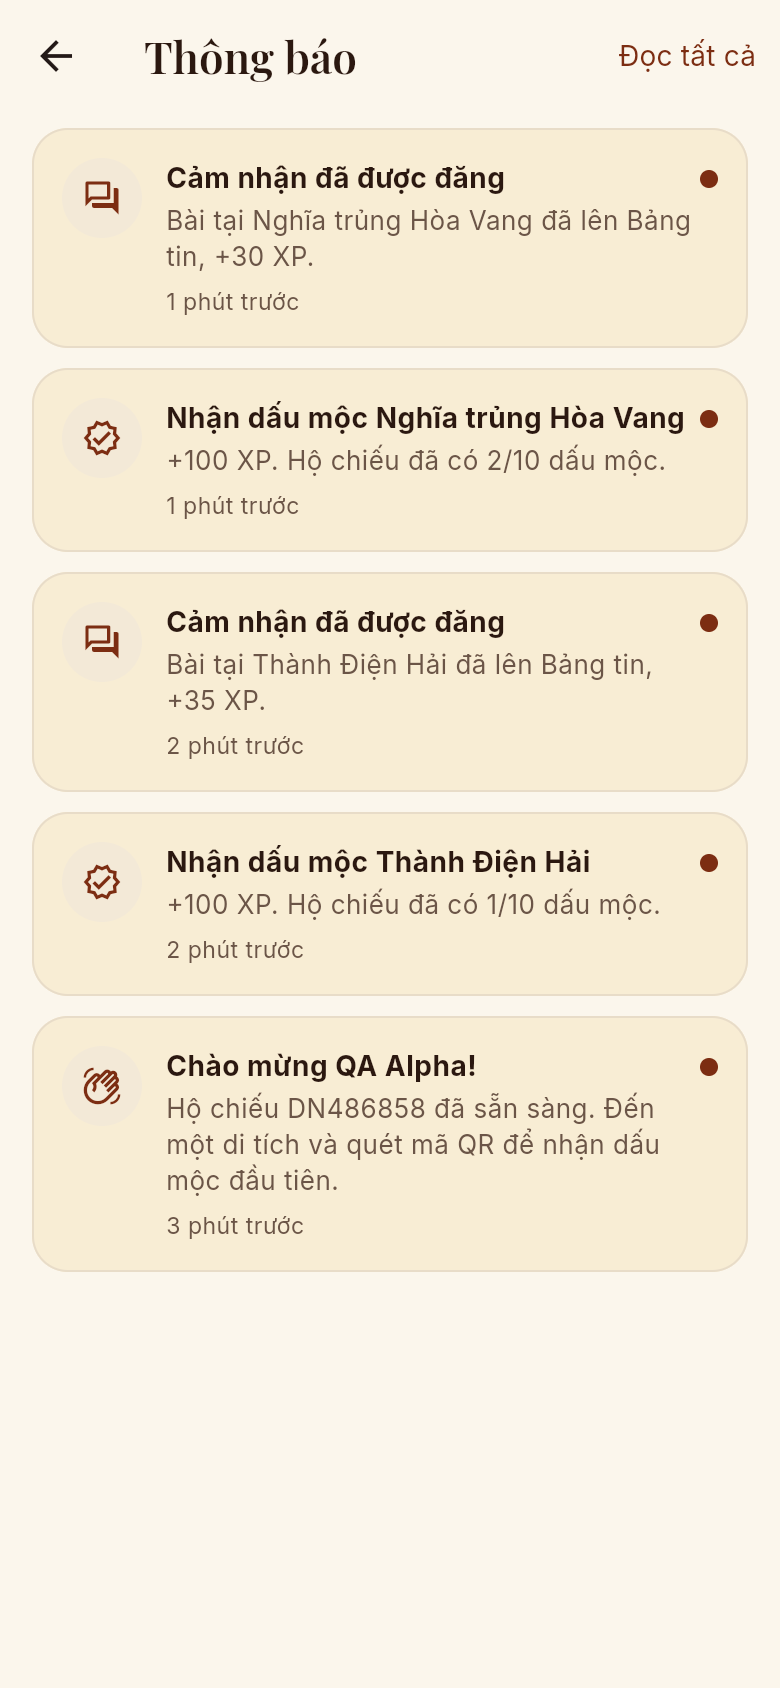 Thông báo
Đọc tất cả
Cảm nhận đã được đăng
Bài tại Nghĩa trủng Hòa Vang đã lên Bảng
tin, +30 XP.
1 phút trước
Nhận dấu mộc Nghĩa trủng Hòa Vang
+100 XP. Hộ chiếu đã có 2/10 dấu mộc.
1 phút trước
Cảm nhận đã được đăng
Bài tại Thành Điện Hải đã lên Bảng tin,
+35 XP.
2 phút trước
Nhận dấu mộc Thành Điện Hải
+100 XP. Hộ chiếu đã có 1/10 dấu mộc.
2 phút trước
Chào mừng QA Alpha!
Hộ chiếu DN486858 đã sẵn sàng. Đến
một di tích và quét mã QR để nhận dấu
mộc đầu tiên.
3 phút trước